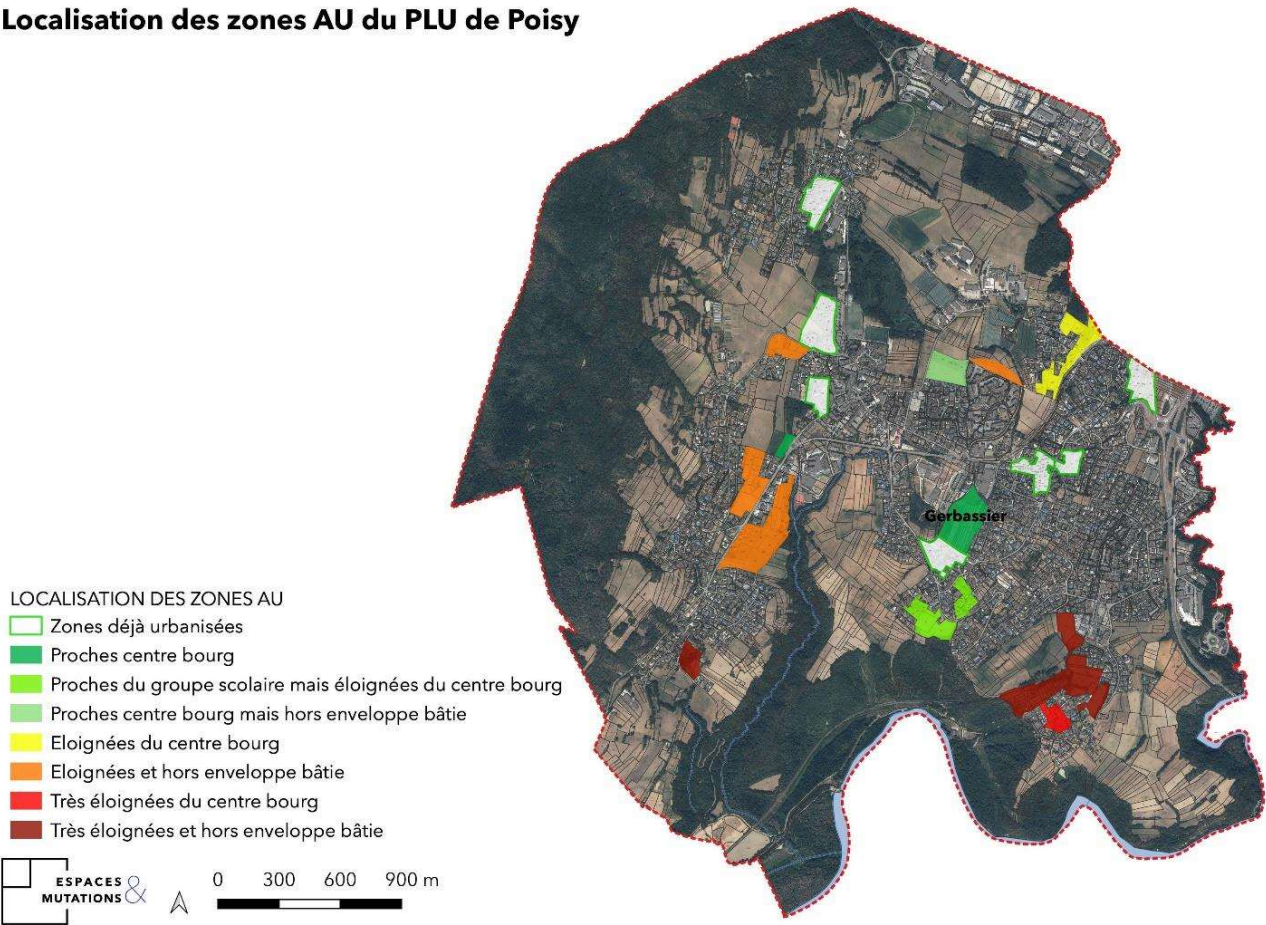 Localisation des zones AU du PLU de Poisy
Gerbassier
LOCALISATION DES ZONES AU
Zones déjà urbanisées
Proches centre bourg
Proches du groupe scolaire mais éloignées du centre bourg
Proches centre bourg mais hors enveloppe bâtie
Eloignées du centre bourg
Eloignées et hors enveloppe bâtie
Très éloignées du centre bourg
Très éloignées et hors enveloppe bâtie
ESPACES &
MUTATIONS
0 300 600 900 m